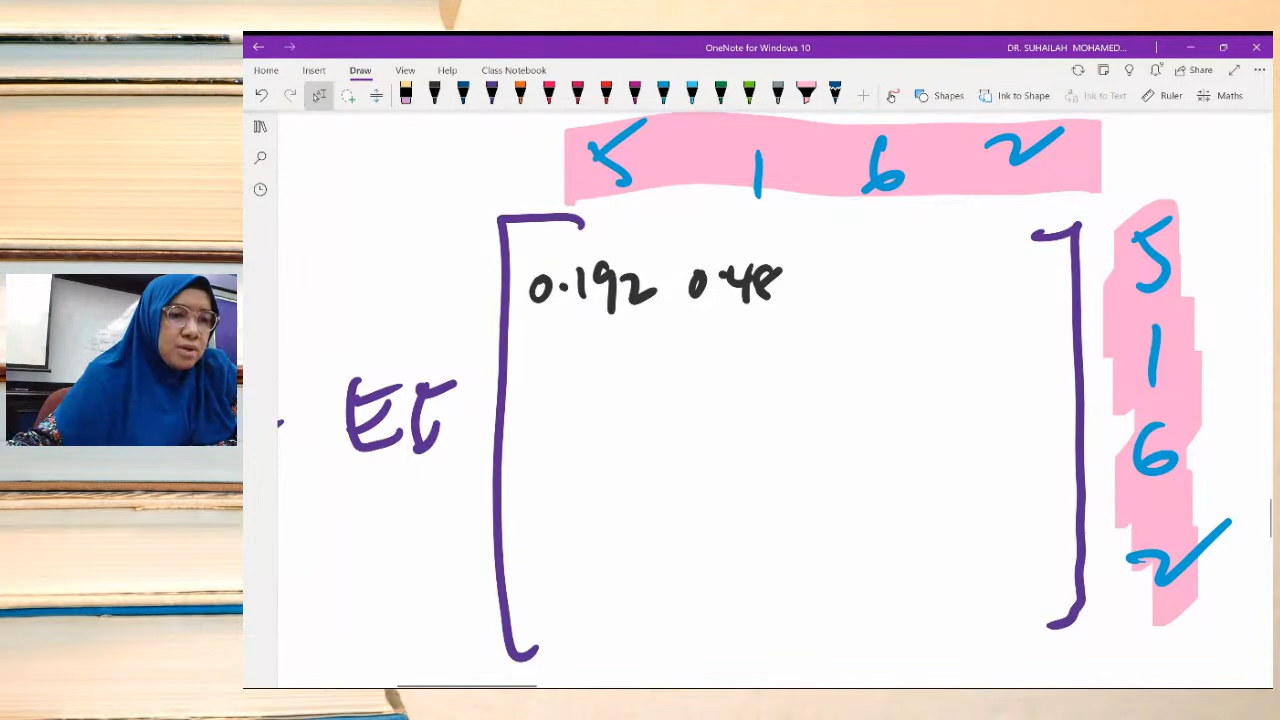 OneNote for Windows 10
DR. SUHAILAH MOHAMED...
Home Insert Draw View Help Class Notebook
Share
Shapes Ink to Shape Ink to Text Ruler Maths
5 1 6 2
0.192 0.48
5
1
6
2